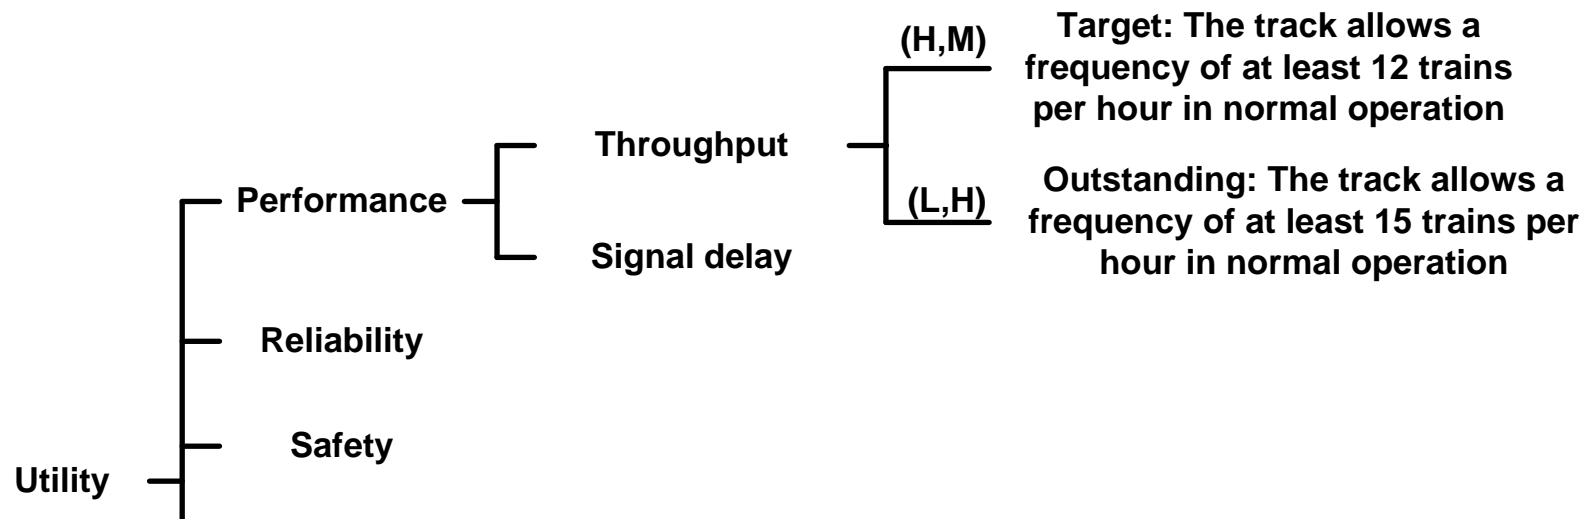 (H,M)
Target: The track allows a
frequency of at least 12 trains
per hour in normal operation
Throughput
Performance
(L,H)
Outstanding: The track allows a
frequency of at least 15 trains per
hour in normal operation
Signal delay
Reliability
Safety
Utility